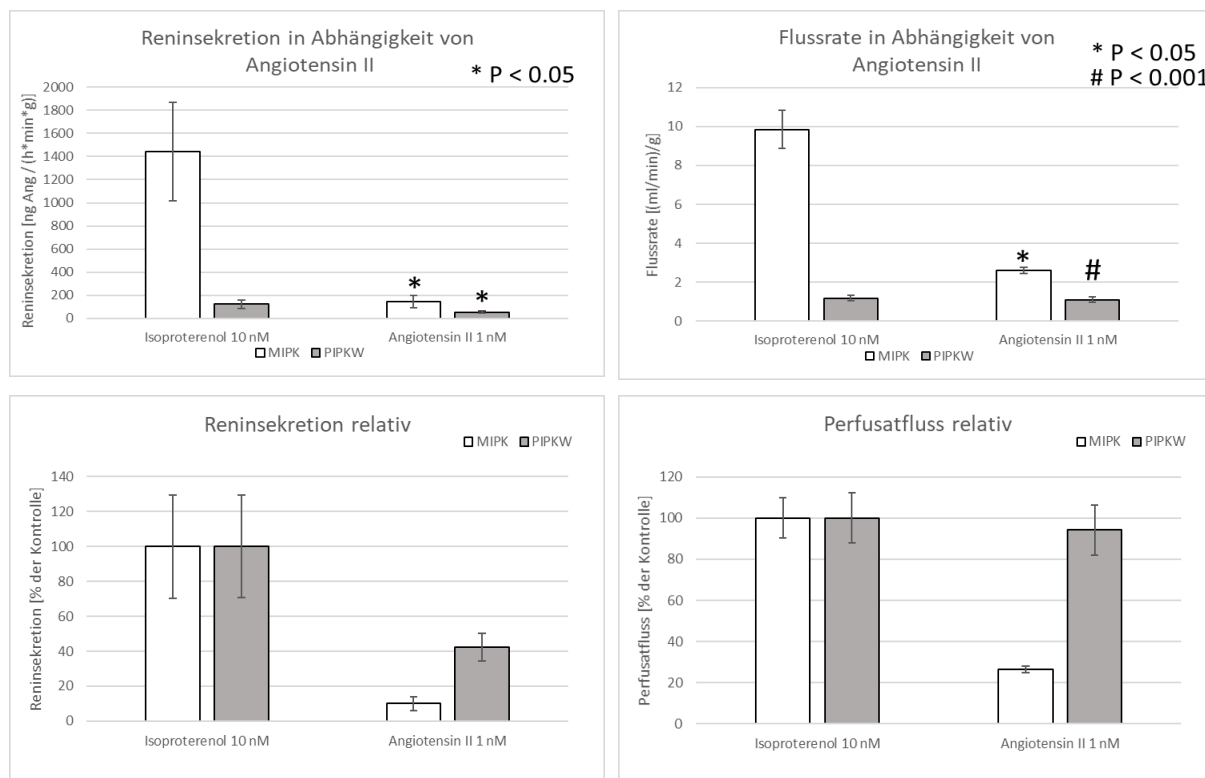 Reninsekretion in Abhängigkeit von
Angiotensin II
* P < 0.05
Reninsekretion [ng Ang / (h*min*g)]
2000
1800
1600
1400
1200
1000
800
600
400
200
0
*
*
Isoproterenol 10 nM
Angiotensin II 1 nM
MIPK PIPKW
Flussrate in Abhängigkeit von
Angiotensin II
* P < 0.05
# P < 0.001
Flussrate [(ml/min)/g]
12
10
8
6
4
2
0
*
#
Isoproterenol 10 nM
Angiotensin II 1 nM
MIPK PIPKW
Reninsekretion relativ
MIPK PIPKW
Reninsekretion [% der Kontrolle]
140
120
100
80
60
40
20
0
Isoproterenol 10 nM
Angiotensin II 1 nM
Perfusatfluss relativ
MIPK PIPKW
Perfusatfluss [% der Kontrolle]
120
100
80
60
40
20
0
Isoproterenol 10 nM
Angiotensin II 1 nM